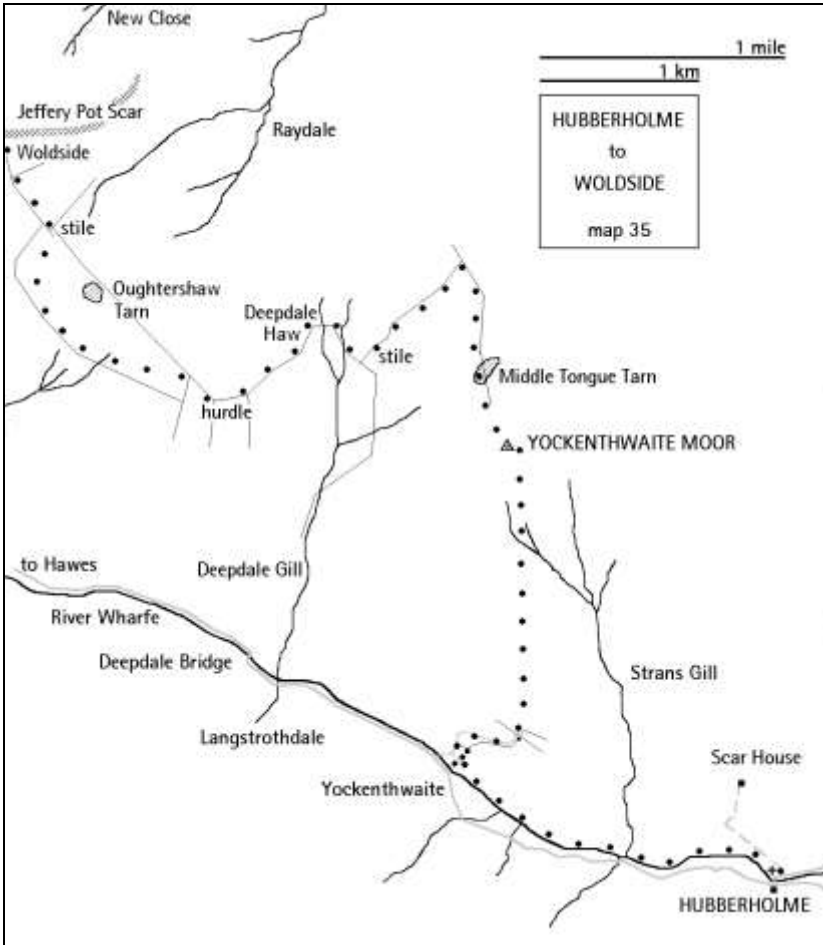 New Close
1 mile
1 km
Jeffery Pot Scar
HUBBERHOLME
to
WOLDSIDE
map 35
Raydale
Woldside
stile
Oughtershaw
Tarn
Deepdale
Haw
stile
Middle Tongue Tarn
hurdle
YOCKENTHWAITE MOOR
to Hawes
Deepdale Gill
River Wharfe
Deepdale Bridge
Strans Gill
Langstrothdale
Scar House
Yockenthwaite
HUBBERHOLME